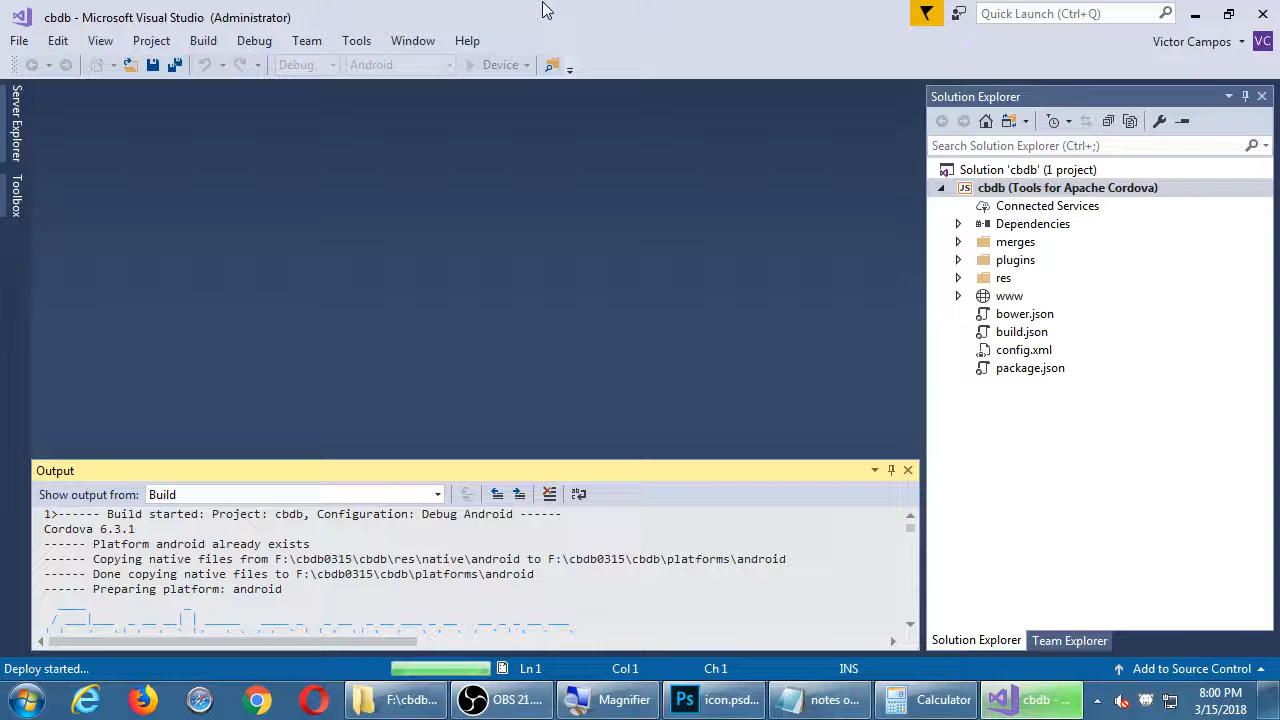 cbdb - Microsoft Visual Studio (Administrator)
Quick Launch (Ctrl+Q)
File Edit View Project Build Debug Team Tools Window Help
Victor Campos VC
Debug Android Device
Server Explorer
Toolbox
Solution Explorer
Search Solution Explorer (Ctrl+;)
Solution 'cbdb' (1 project)
JS cbdb (Tools for Apache Cordova)
Connected Services
Dependencies
merges
plugins
res
www
bower.json
build.json
config.xml
package.json
Output
Show output from: Build
1>------ Build started: Project: cbdb, Configuration: Debug Android ------
Cordova 6.3.1
------ Platform android already exists
------ Copying native files from F:\cbdb0315\cbdb\res\native\android to F:\cbdb0315\cbdb\platforms\android
------ Done copying native files to F:\cbdb0315\cbdb\platforms\android
------ Preparing platform: android
Solution Explorer Team Explorer
Deploy started... Ln 1 Col 1 Ch 1 INS Add to Source Control
F:\cbdb... OBS 21.... Magnifier Ps icon.psd... notes o... Calculator cbdb - ...
8:00 PM
3/15/2018